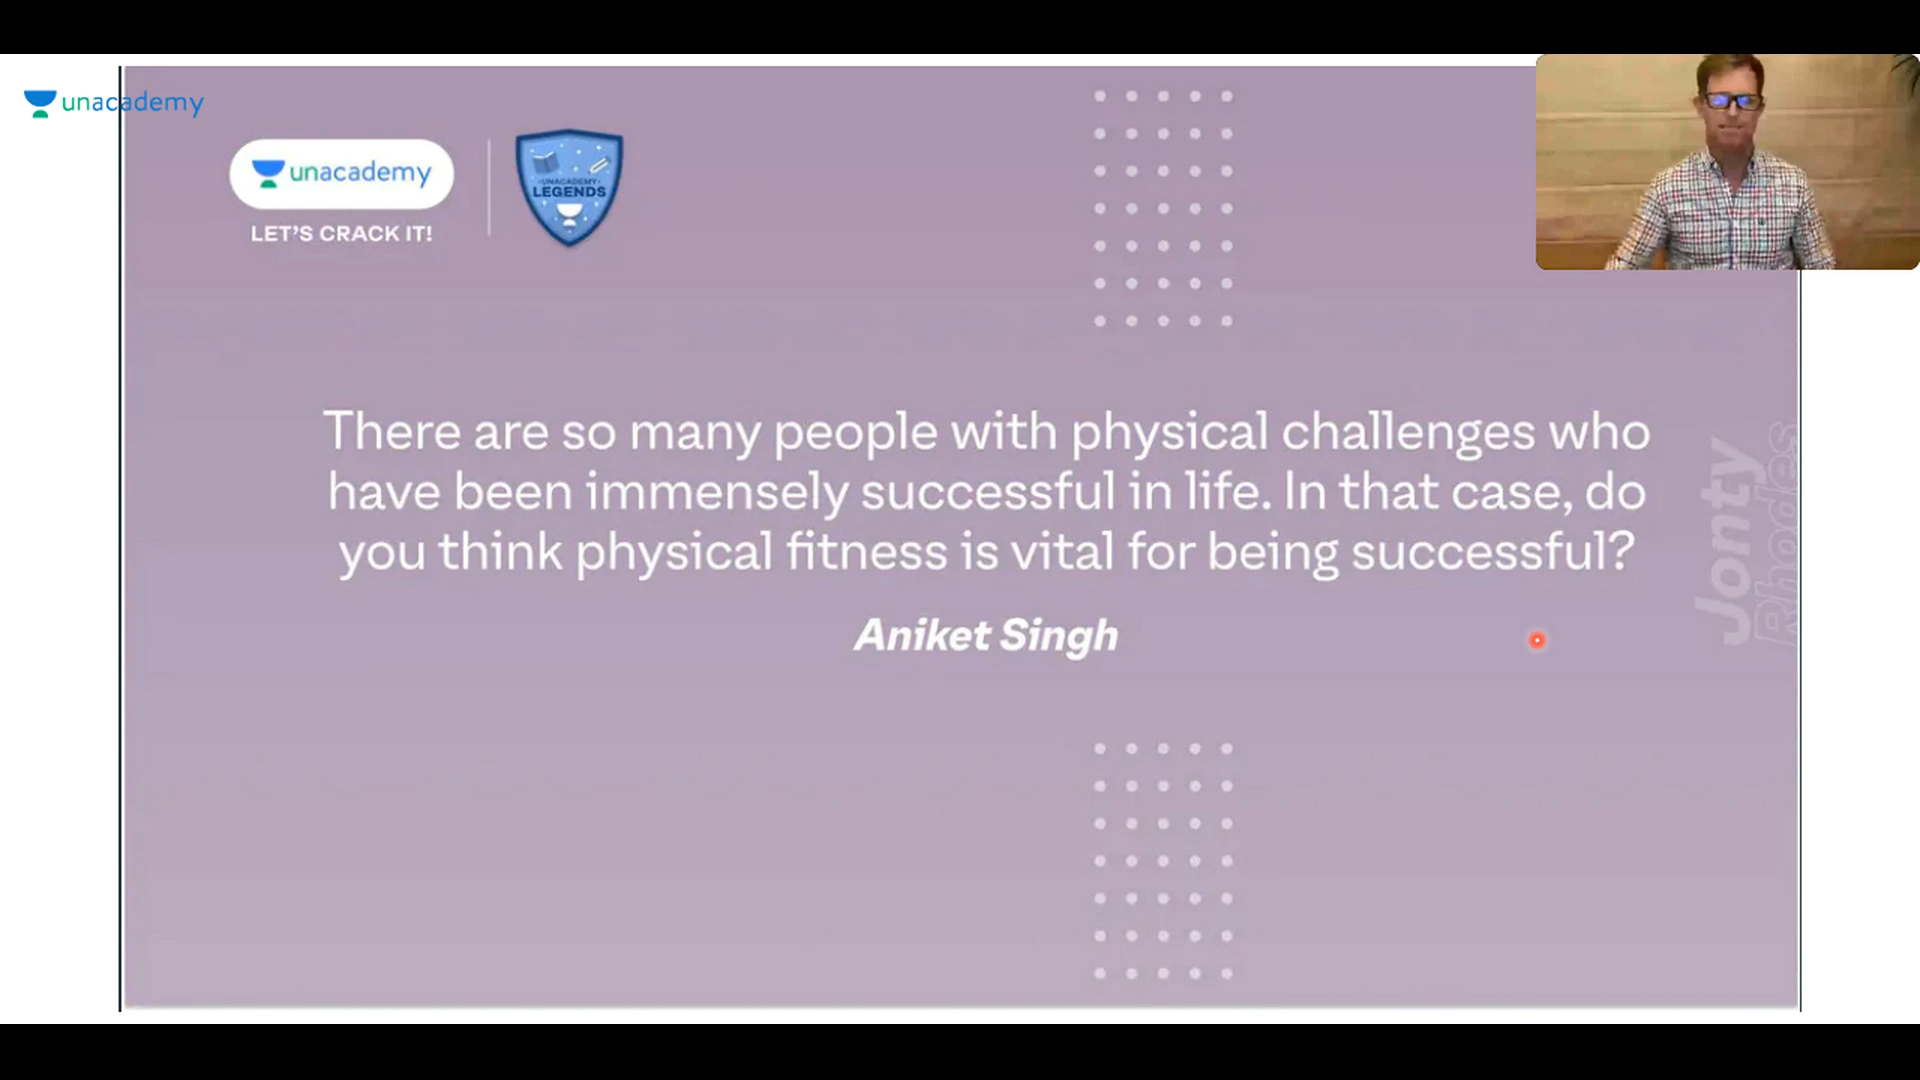 unacademy
unacademy
LET'S CRACK IT!
UNACADEMY
LEGENDS
There are so many people with physical challenges who
have been immensely successful in life. In that case, do
you think physical fitness is vital for being successful?
Aniket Singh
Jonty
Rhodes